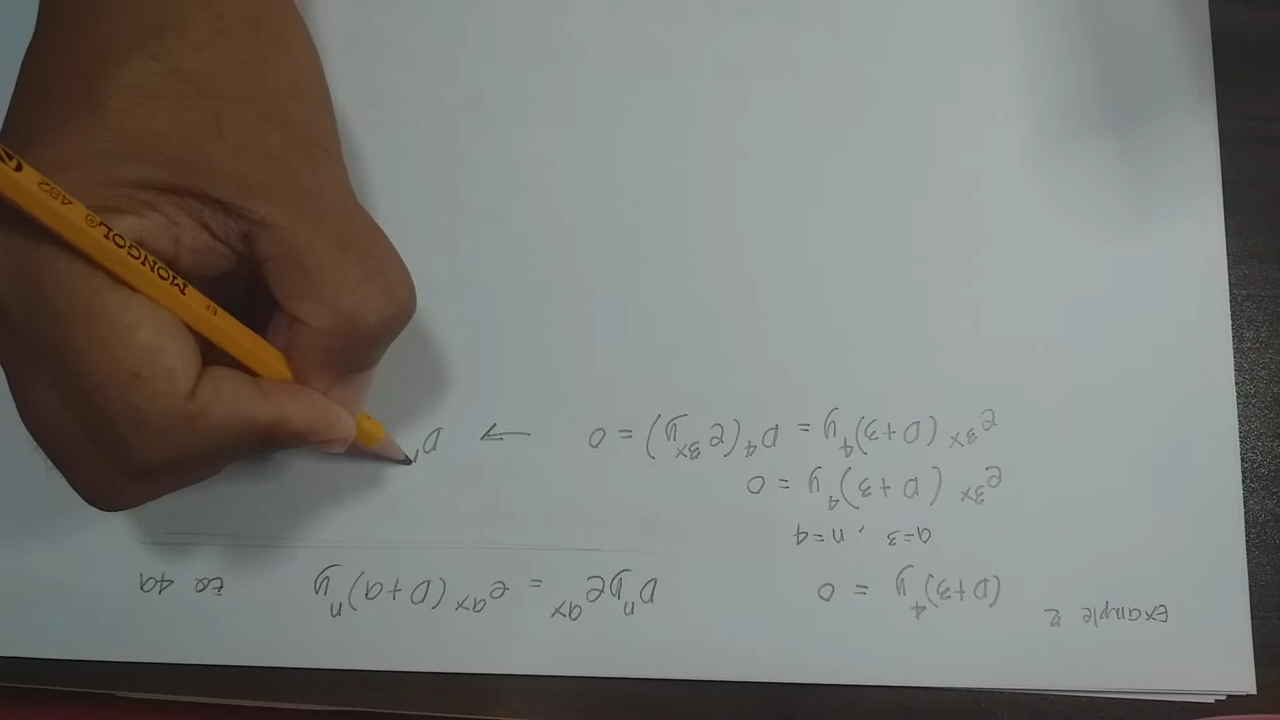 Example 2
(D+3)⁴y = 0
Dⁿye^ax = e^ax (D+a)ⁿy
Eq 4a
a=3 , n=4
e^3x (D+3)⁴y = 0
e^3x (D+3)⁴y = D⁴(e^3x y) = 0 → D
MONGOL® 482
EF